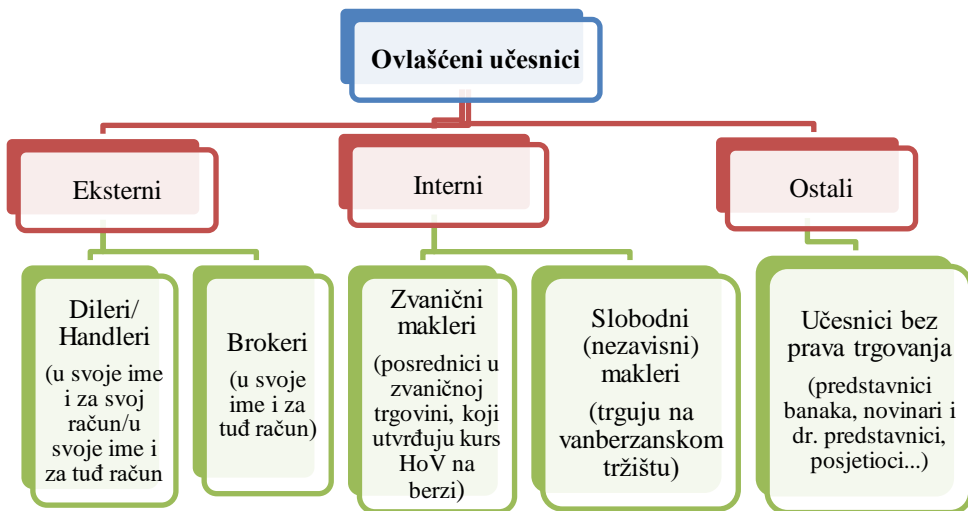 Ovlašćeni učesnici
Eksterni
Interni
Ostali
Dileri/
Handleri
(u svoje ime
i za svoj
račun/u
svoje ime i
za tuđ račun
Brokeri
(u svoje
ime i za
tuđ račun)
Zvanični
makleri
(posrednici u
zvaničnoj
trgovini, koji
utvrđuju kurs
HoV na
berzi)
Slobodni
(nezavisni)
makleri
(trguju na
vanberzanskom
tržištu)
Učesnici bez
prava trgovanja
(predstavnici
banaka, novinari i
dr. predstavnici,
posjetioci...)